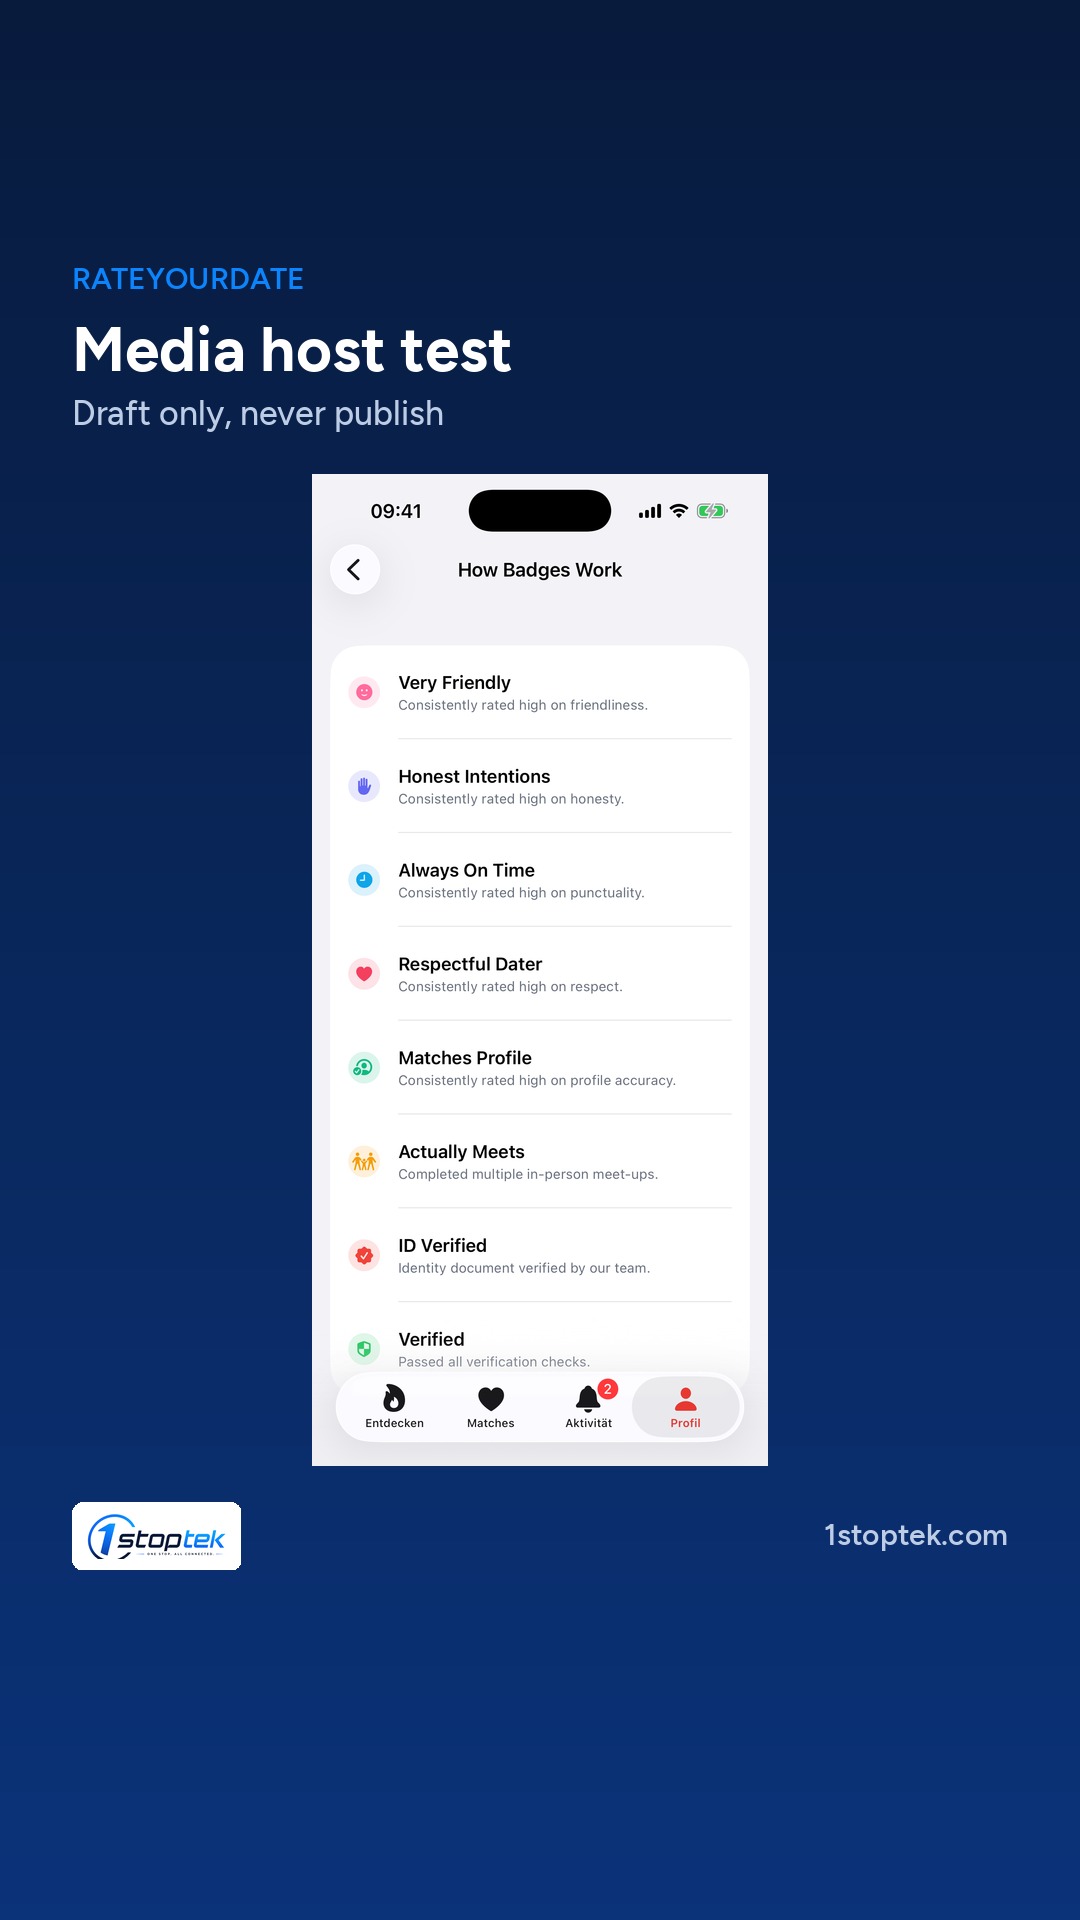 RATEYOURDATE
Media host test
Draft only, never publish
09:41
How Badges Work
Very Friendly
Consistently rated high on friendliness.
Honest Intentions
Consistently rated high on honesty.
Always On Time
Consistently rated high on punctuality.
Respectful Dater
Consistently rated high on respect.
Matches Profile
Consistently rated high on profile accuracy.
Actually Meets
Completed multiple in-person meet-ups.
ID Verified
Identity document verified by our team.
Verified
Passed all verification checks.
2
Entdecken Matches Aktivität Profil
1stoptek
ONE STOP. ALL CONNECTED.
1stoptek.com